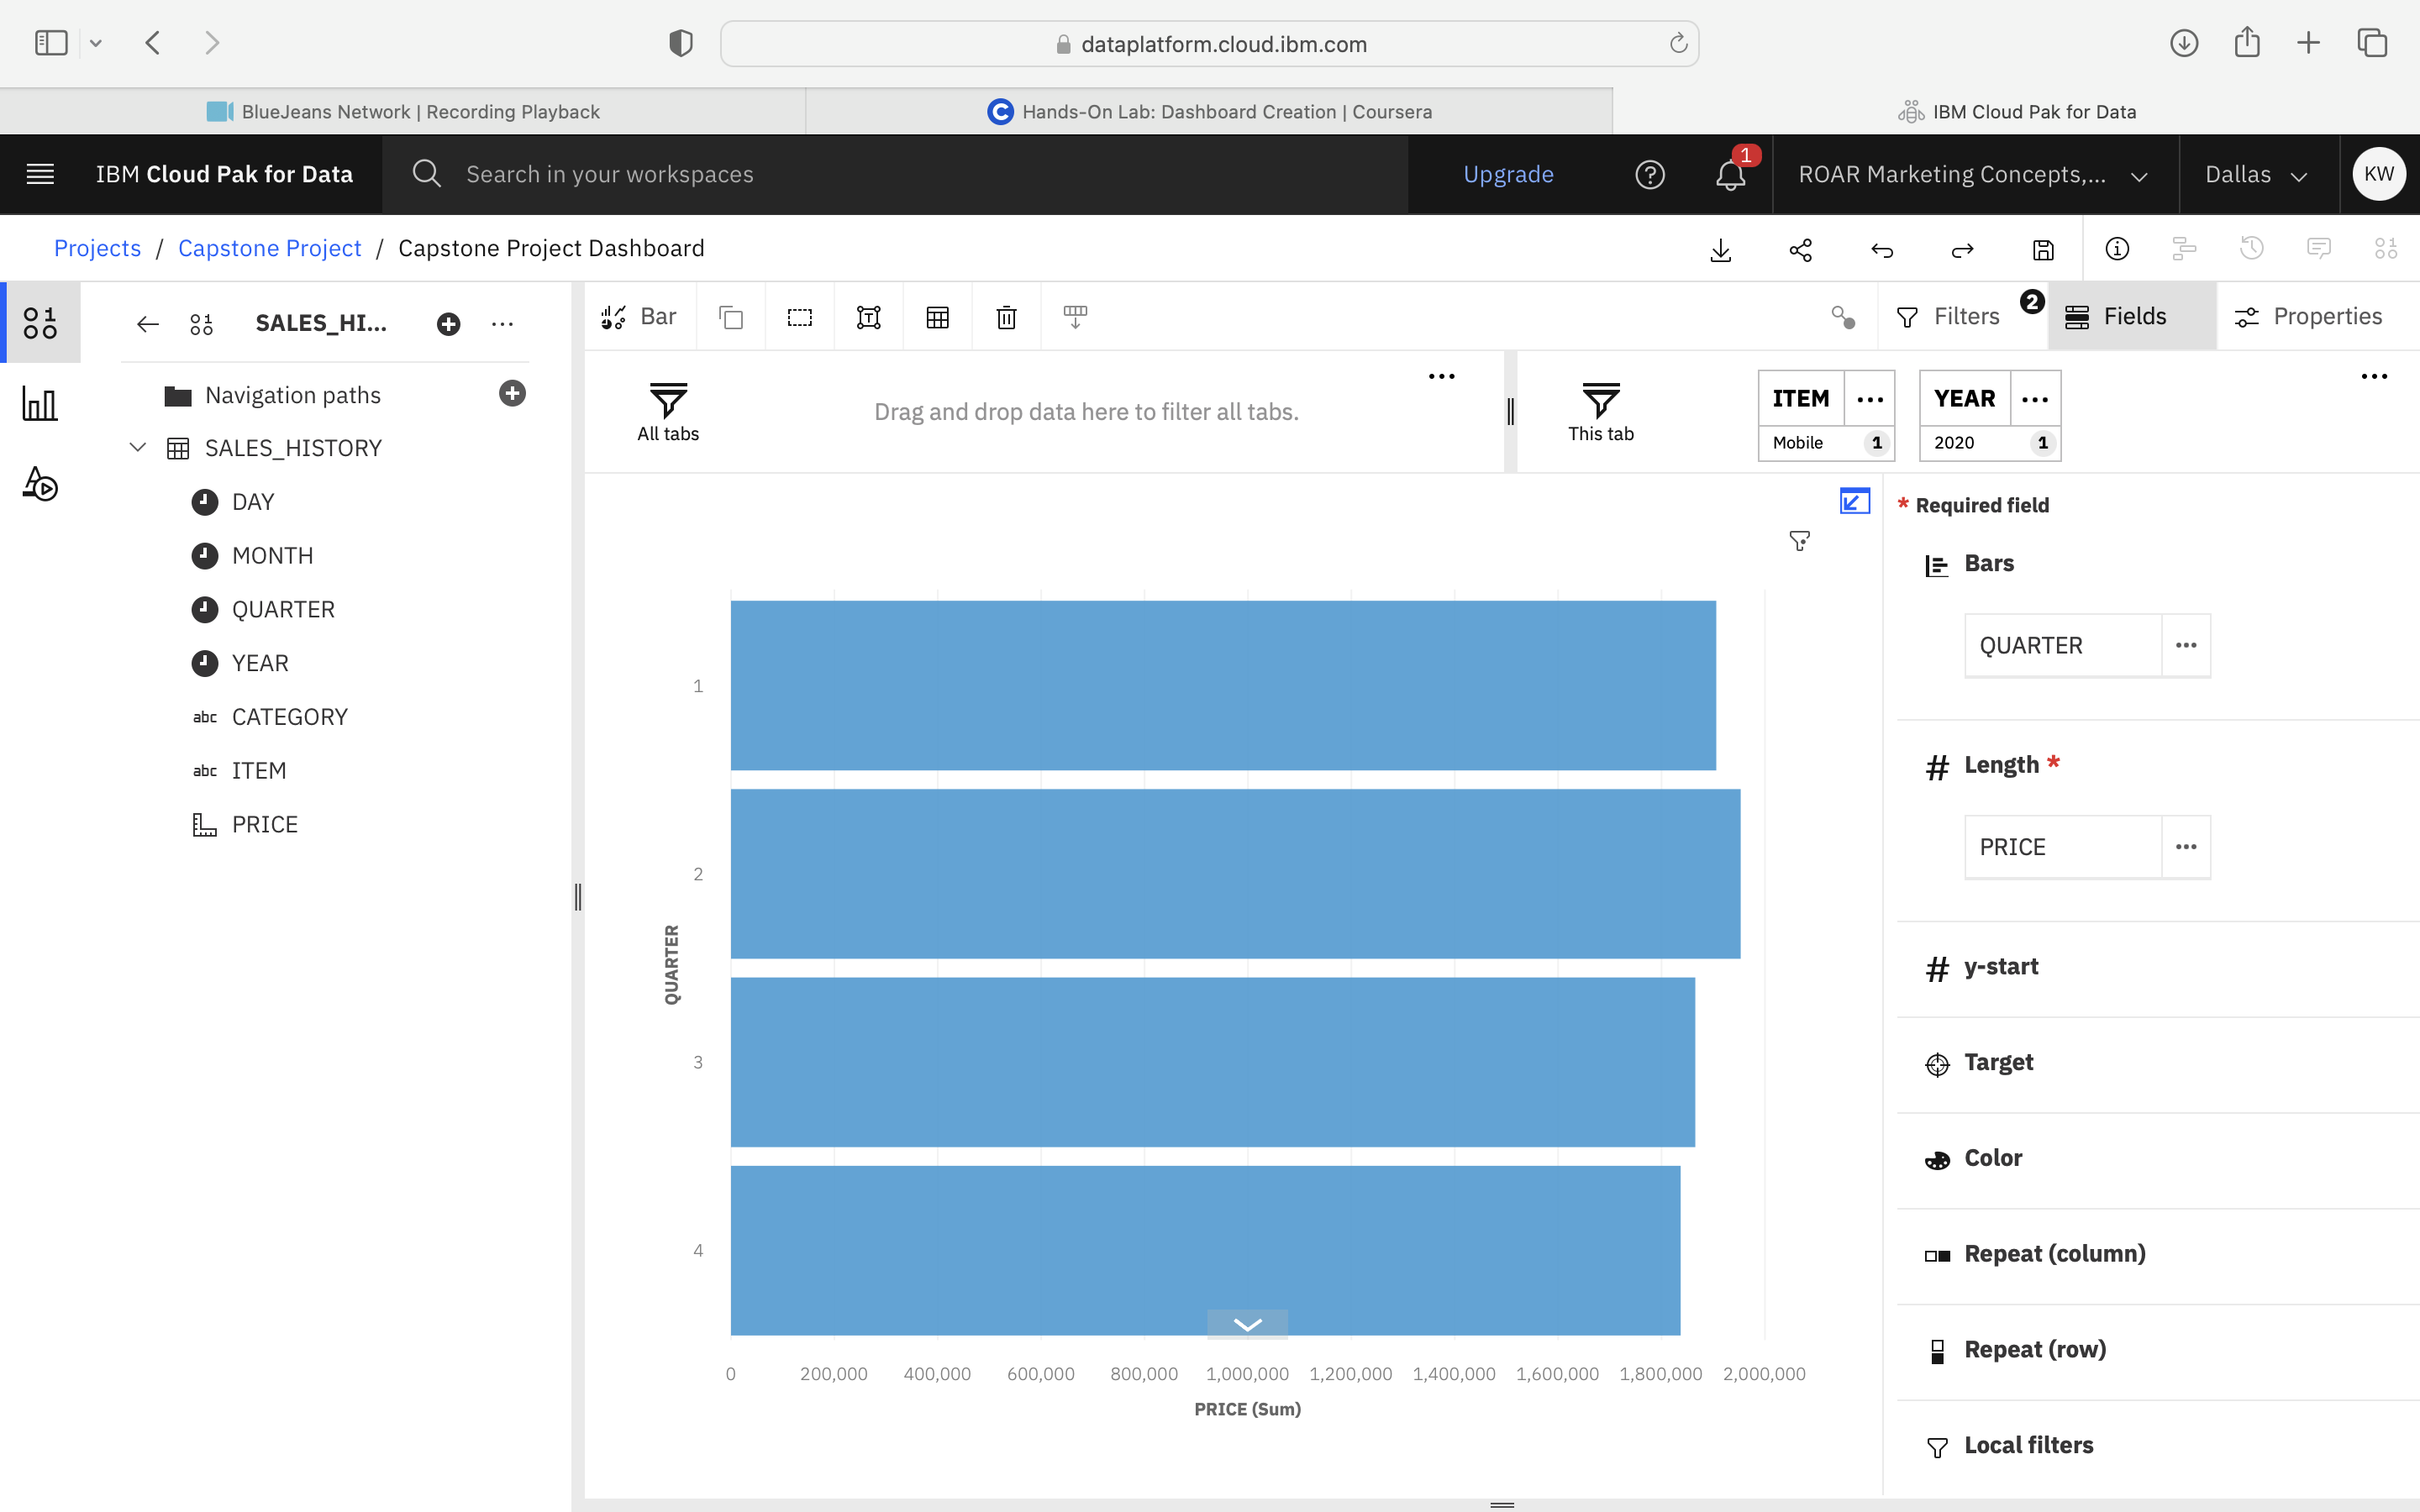 dataplatform.cloud.ibm.com
BlueJeans Network | Recording Playback
Hands-On Lab: Dashboard Creation | Coursera
IBM Cloud Pak for Data
IBM Cloud Pak for Data
Search in your workspaces
Upgrade
1
ROAR Marketing Concepts,...
Dallas
KW
Projects / Capstone Project / Capstone Project Dashboard
SALES_HI...
Bar
Filters
2
Fields
Properties
Navigation paths
SALES_HISTORY
DAY
MONTH
QUARTER
YEAR
abc CATEGORY
abc ITEM
PRICE
All tabs
Drag and drop data here to filter all tabs.
This tab
ITEM
Mobile 1
YEAR
2020 1
1
2
3
4
QUARTER
0 200,000 400,000 600,000 800,000 1,000,000 1,200,000 1,400,000 1,600,000 1,800,000 2,000,000
PRICE (Sum)
* Required field
Bars
QUARTER
# Length *
PRICE
# y-start
Target
Color
Repeat (column)
Repeat (row)
Local filters